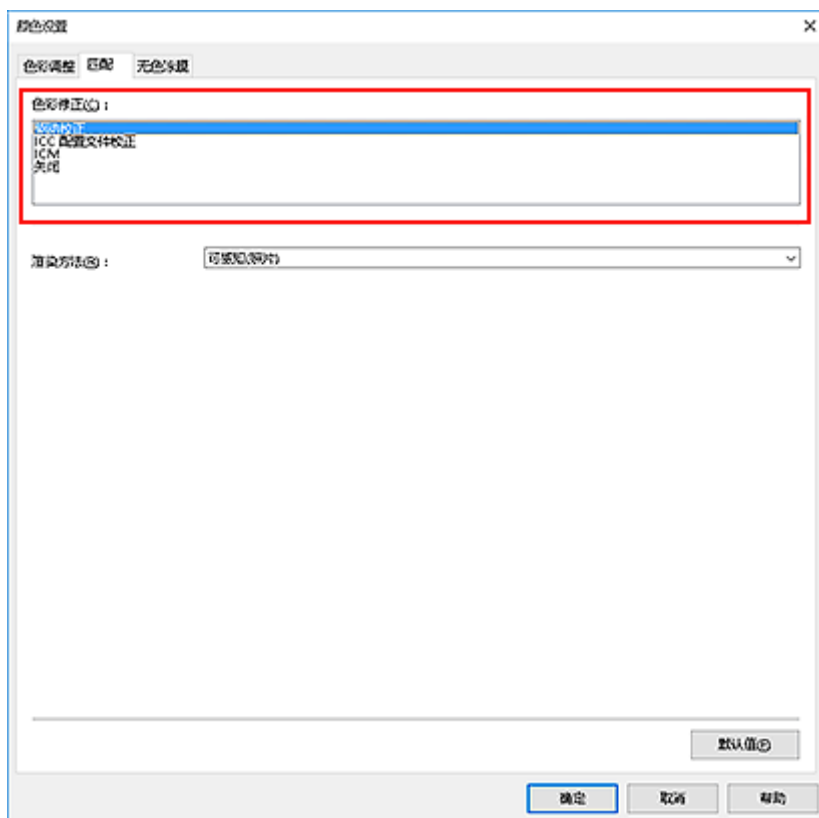 颜色设置
色彩调整 匹配 无色涂膜
色彩修正(C)：
驱动校正
ICC 配置文件校正
ICM
关闭
渲染方法(R)： 可感知(照片)
默认值(F)
确定 取消 帮助